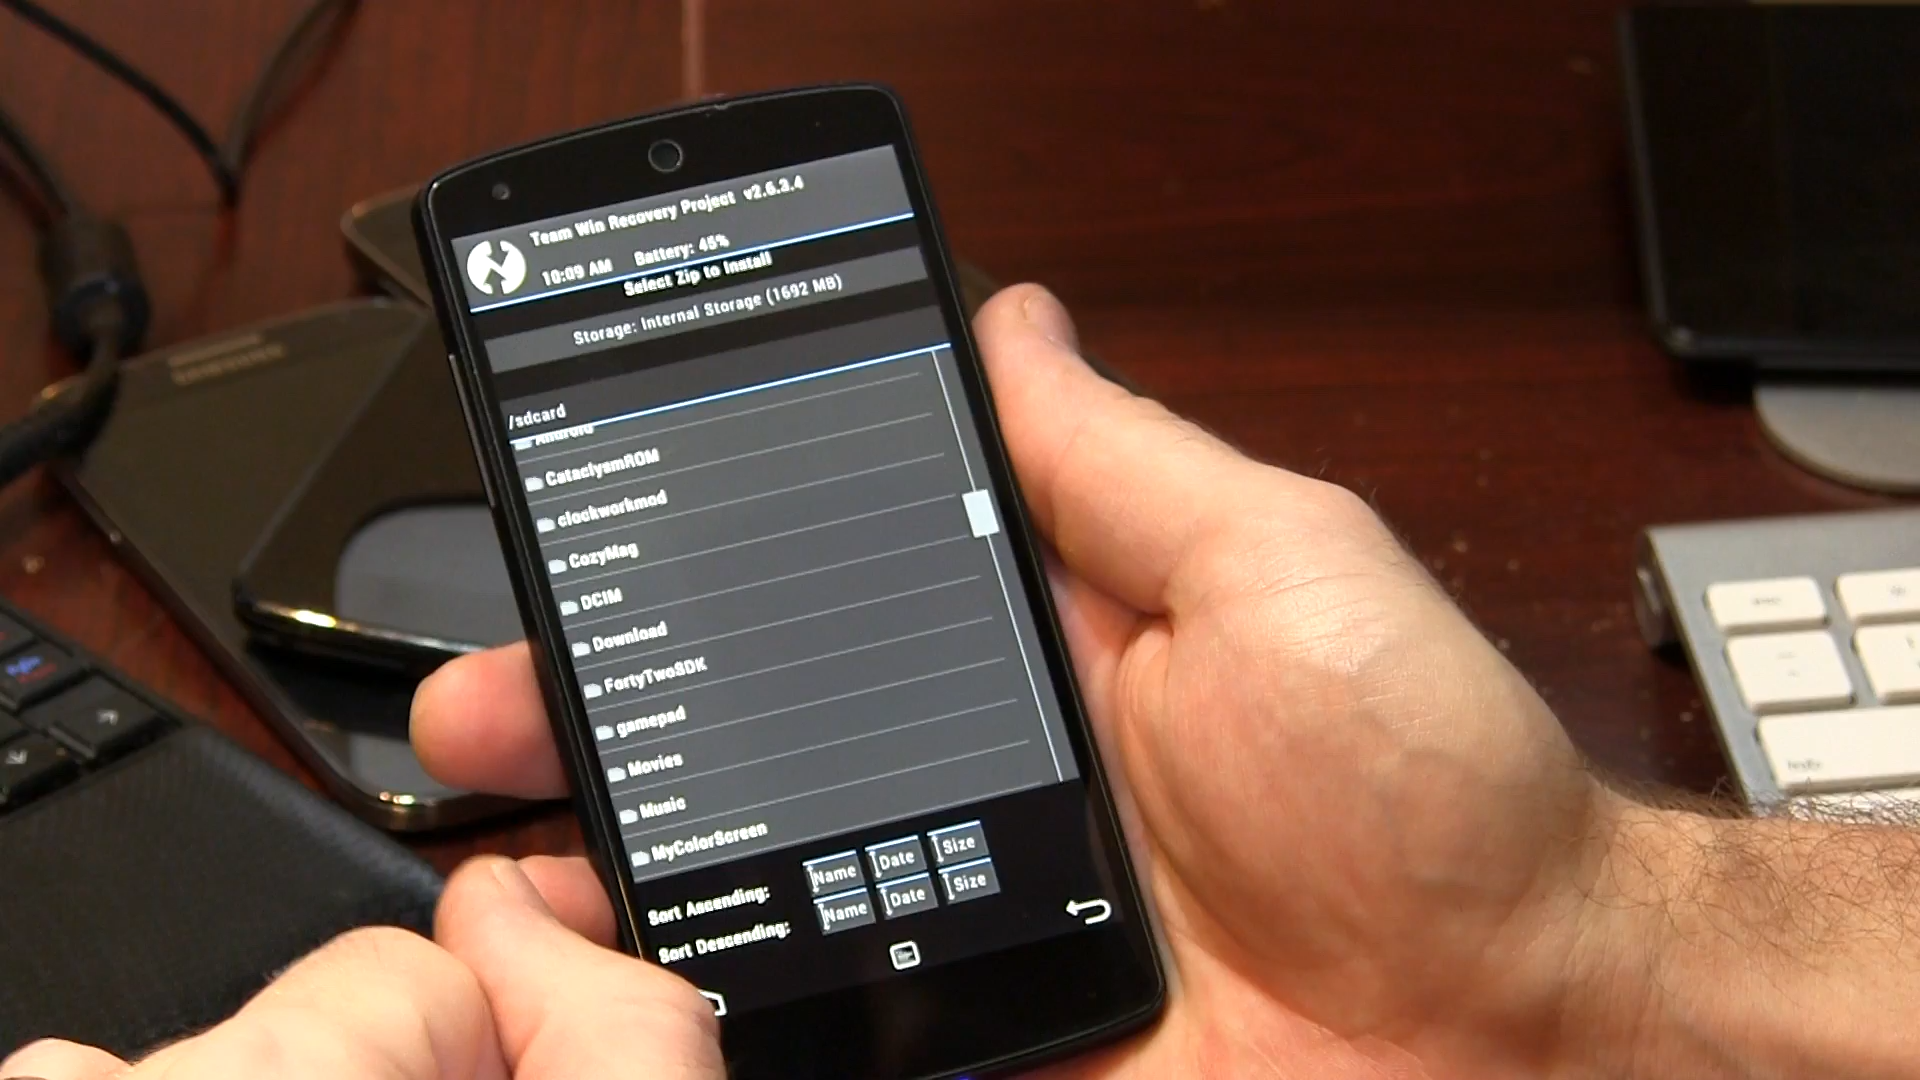 Team Win Recovery Project v2.6.3.4
10:09 AM Battery: 45%
Select Zip to Install
Storage: Internal Storage (1692 MB)
/sdcard
Android
CataclysmROM
clockworkmod
CozyMag
DCIM
Download
FortyTwoSDK
gamepad
Movies
Music
MyColorScreen
Sort Ascending: Name Date Size
Sort Descending: Name Date Size
SAMSUNG